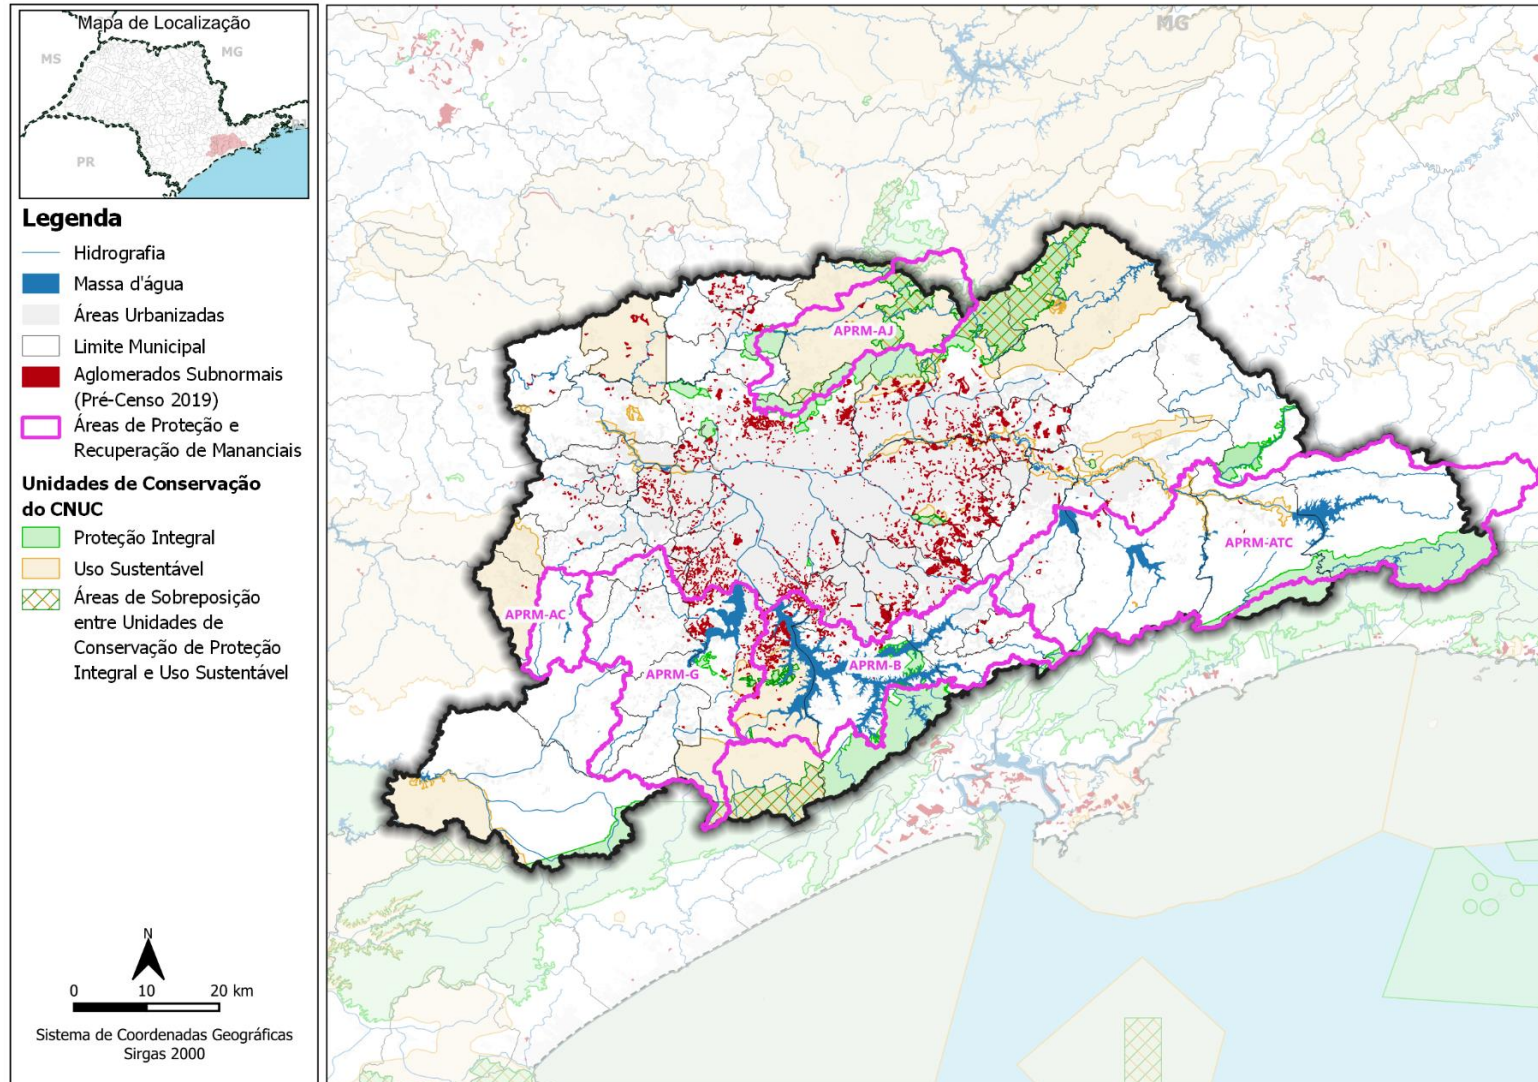 Mapa de Localização
MS
MG
PR
Legenda
Hidrografia
Massa d'água
Áreas Urbanizadas
Limite Municipal
Aglomerados Subnormais
(Pré-Censo 2019)
Áreas de Proteção e
Recuperação de Mananciais
Unidades de Conservação
do CNUC
Proteção Integral
Uso Sustentável
Áreas de Sobreposição
entre Unidades de
Conservação de Proteção
Integral e Uso Sustentável
N
0 10 20 km
Sistema de Coordenadas Geográficas
Sirgas 2000
MG
APRM-AJ
APRM-ATC
APRM-AC
APRM-G
APRM-B